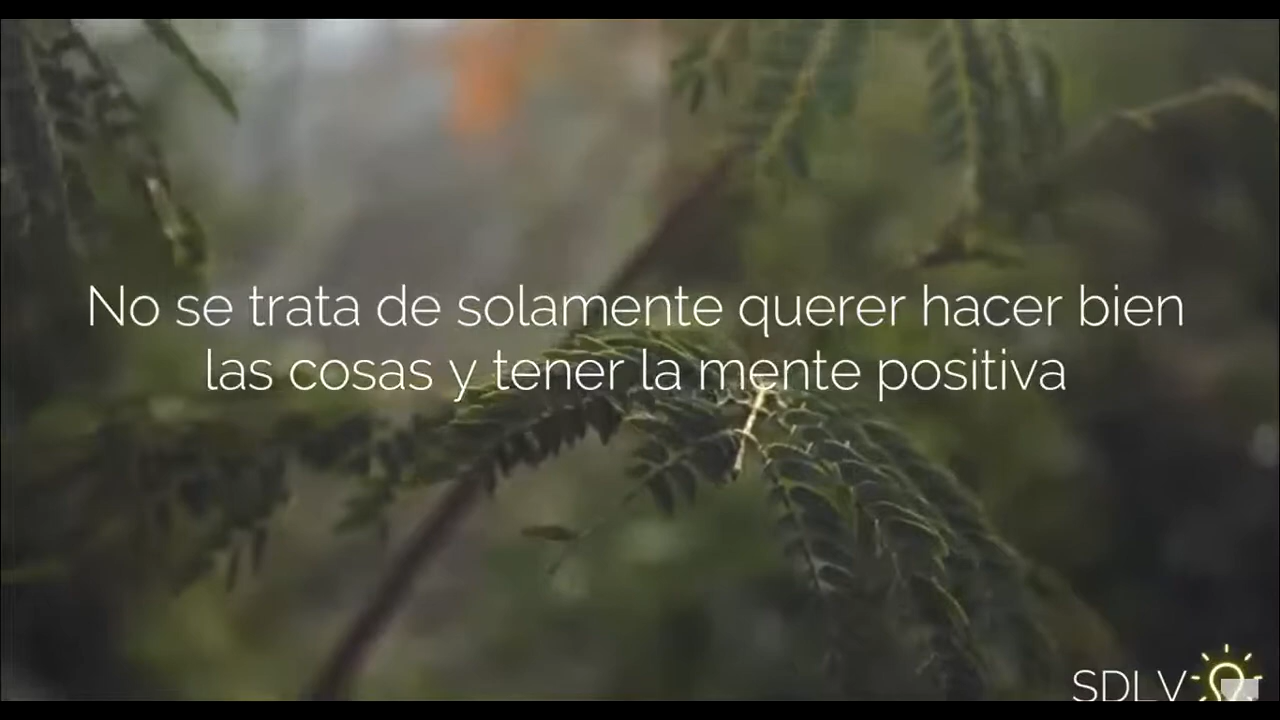 No se trata de solamente querer hacer bien
las cosas y tener la mente positiva
SDLV